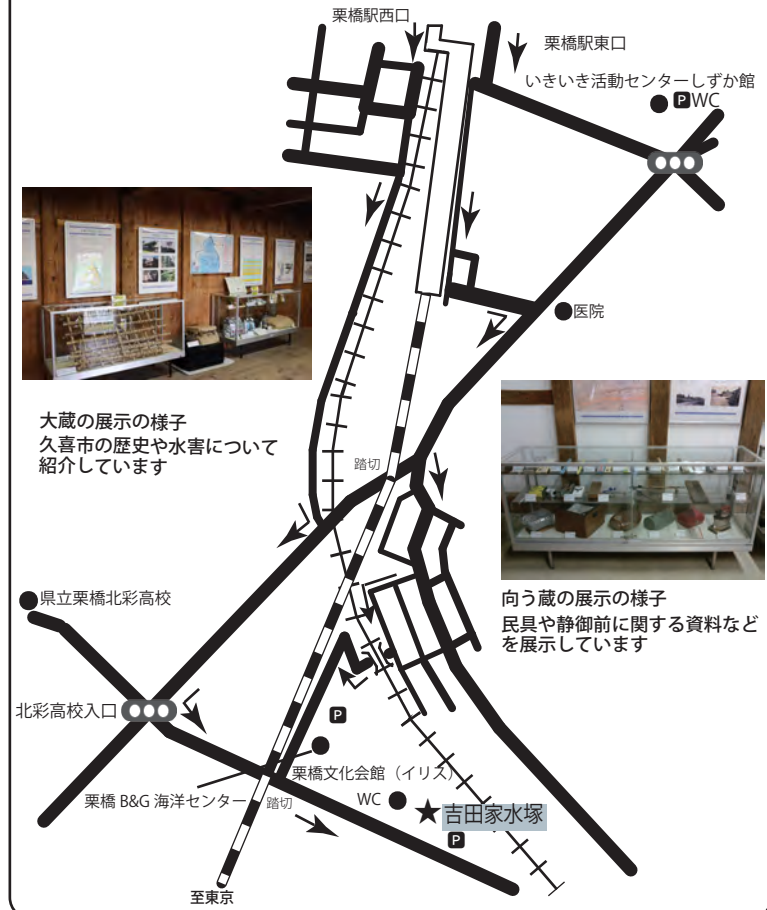 栗橋駅西口
栗橋駅東口
いきいき活動センターしずか館
P WC
医院
大蔵の展示の様子
久喜市の歴史や水害について
紹介しています
踏切
向う蔵の展示の様子
民具や静御前に関する資料など
を展示しています
県立栗橋北彩高校
北彩高校入口
P
栗橋文化会館（イリス）
栗橋 B&G 海洋センター
踏切
WC
吉田家水塚
P
至東京